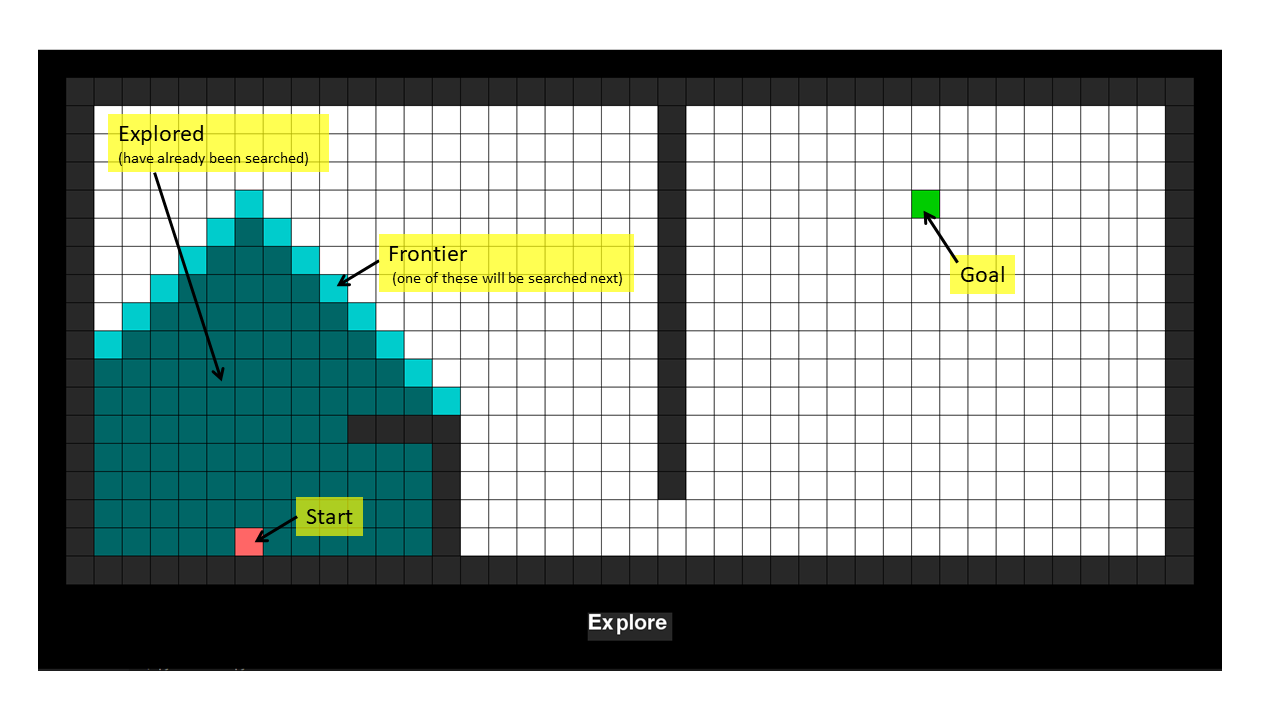 Explored
(have already been searched)
Frontier
(one of these will be searched next)
Goal
Start
Explore